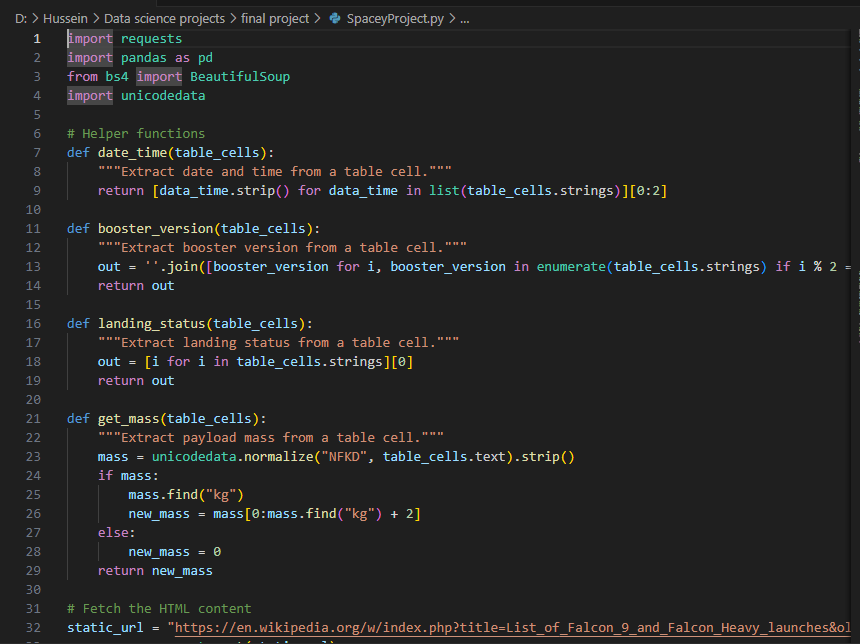 D: > Hussein > Data science projects > final project > SpaceyProject.py > ...
1 import requests
2 import pandas as pd
3 from bs4 import BeautifulSoup
4 import unicodedata
5
6 # Helper functions
7 def date_time(table_cells):
8     """Extract date and time from a table cell."""
9     return [data_time.strip() for data_time in list(table_cells.strings)][0:2]
10
11 def booster_version(table_cells):
12     """Extract booster version from a table cell."""
13     out = ''.join([booster_version for i, booster_version in enumerate(table_cells.strings) if i % 2 =
14     return out
15
16 def landing_status(table_cells):
17     """Extract landing status from a table cell."""
18     out = [i for i in table_cells.strings][0]
19     return out
20
21 def get_mass(table_cells):
22     """Extract payload mass from a table cell."""
23     mass = unicodedata.normalize("NFKD", table_cells.text).strip()
24     if mass:
25         mass.find("kg")
26         new_mass = mass[0:mass.find("kg") + 2]
27     else:
28         new_mass = 0
29     return new_mass
30
31 # Fetch the HTML content
32 static_url = "https://en.wikipedia.org/w/index.php?title=List_of_Falcon_9_and_Falcon_Heavy_launches&ol